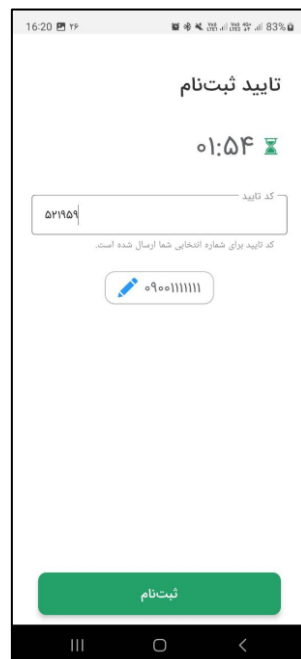 16:20 ۲۶ 83%
تایید ثبت‌نام
۰۱:۵۴
کد تایید
۵۲۱۹۵۹
کد تایید برای شماره انتخابی شما ارسال شده است.
۰۹۰۰۱۱۱۱۱۱۱
ثبت‌نام